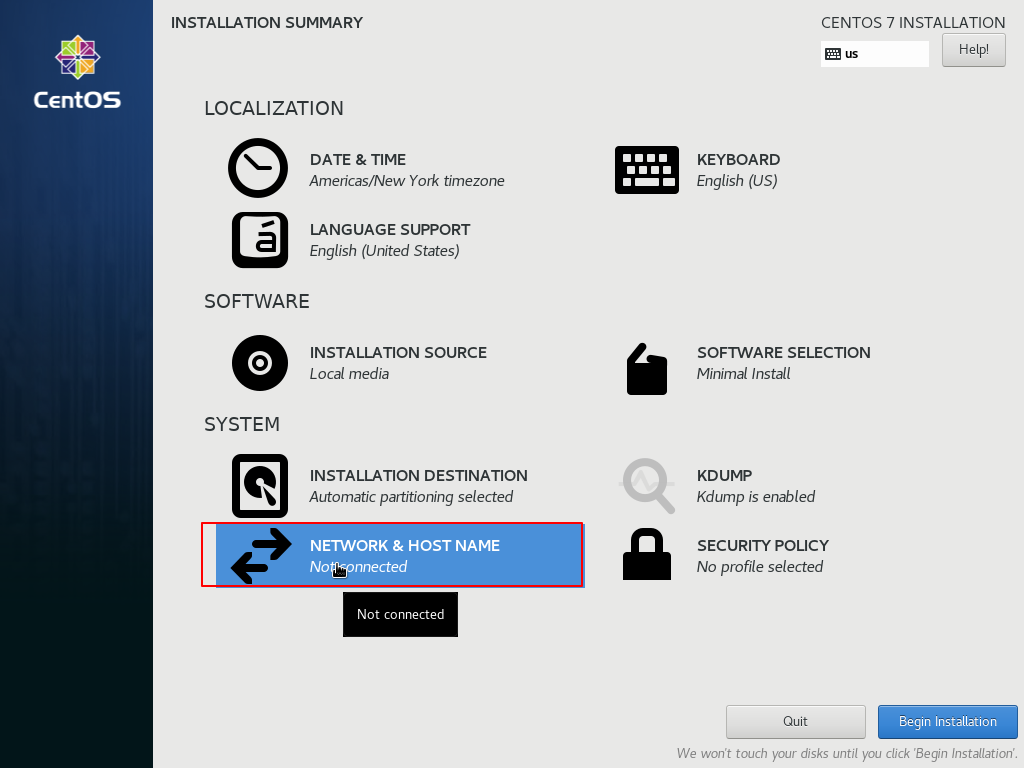 INSTALLATION SUMMARY
CENTOS 7 INSTALLATION
us
Help!
CentOS
LOCALIZATION
DATE & TIME
Americas/New York timezone
KEYBOARD
English (US)
á
LANGUAGE SUPPORT
English (United States)
SOFTWARE
INSTALLATION SOURCE
Local media
SOFTWARE SELECTION
Minimal Install
SYSTEM
INSTALLATION DESTINATION
Automatic partitioning selected
KDUMP
Kdump is enabled
NETWORK & HOST NAME
Not connected
SECURITY POLICY
No profile selected
Not connected
Quit
Begin Installation
We won't touch your disks until you click 'Begin Installation'.